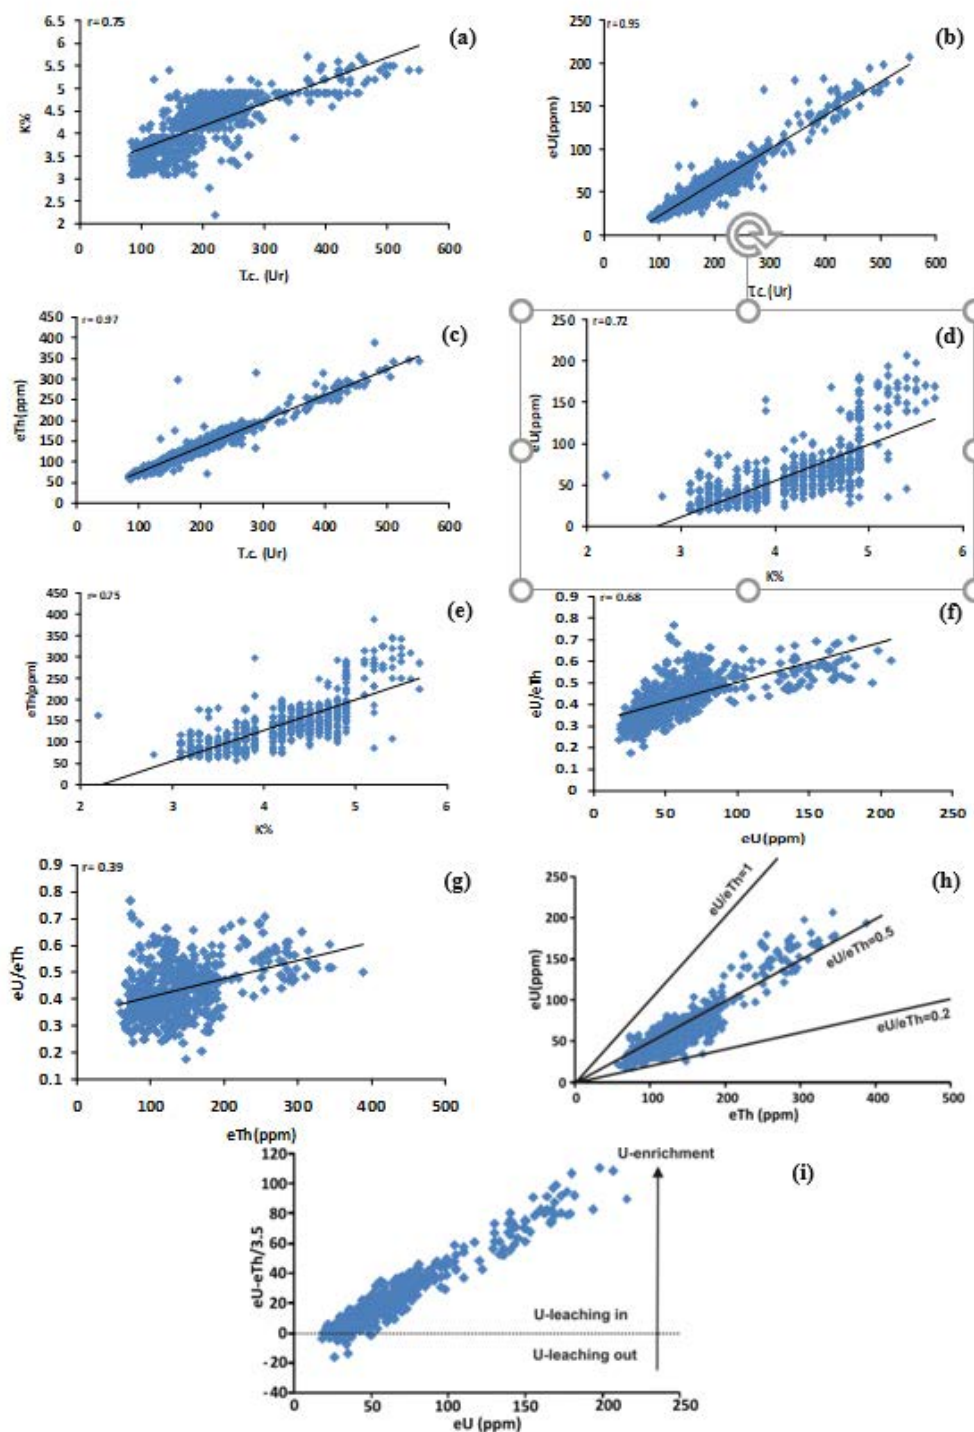 r= 0.75
(a)
6.5
6
5.5
5
4.5
4
3.5
3
2.5
2
K%
0 100 200 300 400 500 600
T.c. (Ur)
r=0.95
(b)
250
200
150
100
50
0
eU(ppm)
0 100 200 300 400 500 600
T.c.(Ur)
r= 0.97
(c)
450
400
350
300
250
200
150
100
50
0
eTh(ppm)
0 100 200 300 400 500 600
T.c. (Ur)
r=0.72
(d)
250
200
150
100
50
0
eU(ppm)
2 3 4 5 6
K%
r= 0.75
(e)
450
400
350
300
250
200
150
100
50
0
eTh(ppm)
2 3 4 5 6
K%
r= 0.68
(f)
0.9
0.8
0.7
0.6
0.5
0.4
0.3
0.2
0.1
0
eU/eTh
0 50 100 150 200 250
eU(ppm)
r= 0.39
(g)
0.9
0.8
0.7
0.6
0.5
0.4
0.3
0.2
0.1
eU/eTh
0 100 200 300 400 500
eTh(ppm)
(h)
250
200
150
100
50
0
eU(ppm)
eU/eTh=1
eU/eTh=0.5
eU/eTh=0.2
0 100 200 300 400 500
eTh (ppm)
(i)
120
100
80
60
40
20
0
-20
-40
eU-eTh/3.5
U-enrichment
U-leaching in
U-leaching out
0 50 100 150 200 250
eU (ppm)